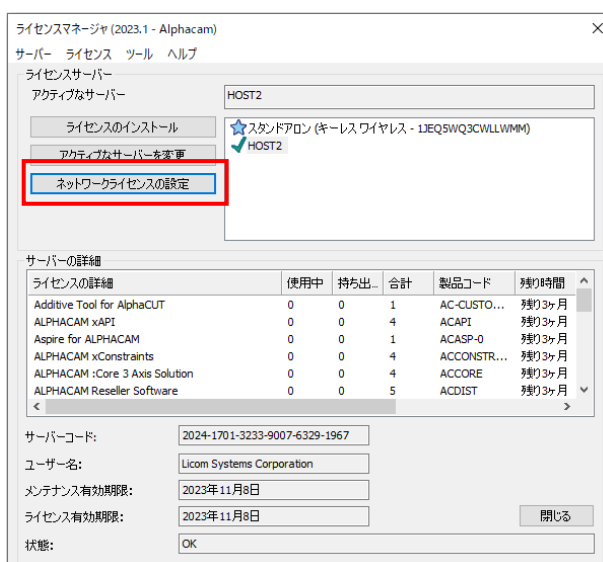 ライセンスマネージャ (2023.1 - Alphacam)
サーバー ライセンス ツール ヘルプ
ライセンスサーバー
アクティブなサーバー HOST2
ライセンスのインストール
アクティブなサーバーを変更
ネットワークライセンスの設定
スタンドアロン (キーレス ワイヤレス - 1JEQ5WQ3CWLLWMM)
HOST2
サーバーの詳細
ライセンスの詳細 使用中 持ち出... 合計 製品コード 残り時間
Additive Tool for AlphaCUT 0 0 1 AC-CUSTO... 残り3ヶ月
ALPHACAM xAPI 0 0 4 ACAPI 残り3ヶ月
Aspire for ALPHACAM 0 0 1 ACASP-0 残り3ヶ月
ALPHACAM xConstraints 0 0 4 ACCONSTR... 残り3ヶ月
ALPHACAM :Core 3 Axis Solution 0 0 4 ACCORE 残り3ヶ月
ALPHACAM Reseller Software 0 0 5 ACDIST 残り3ヶ月
サーバーコード: 2024-1701-3233-9007-6329-1967
ユーザー名: Licom Systems Corporation
メンテナンス有効期限: 2023年11月8日
ライセンス有効期限: 2023年11月8日 閉じる
状態: OK